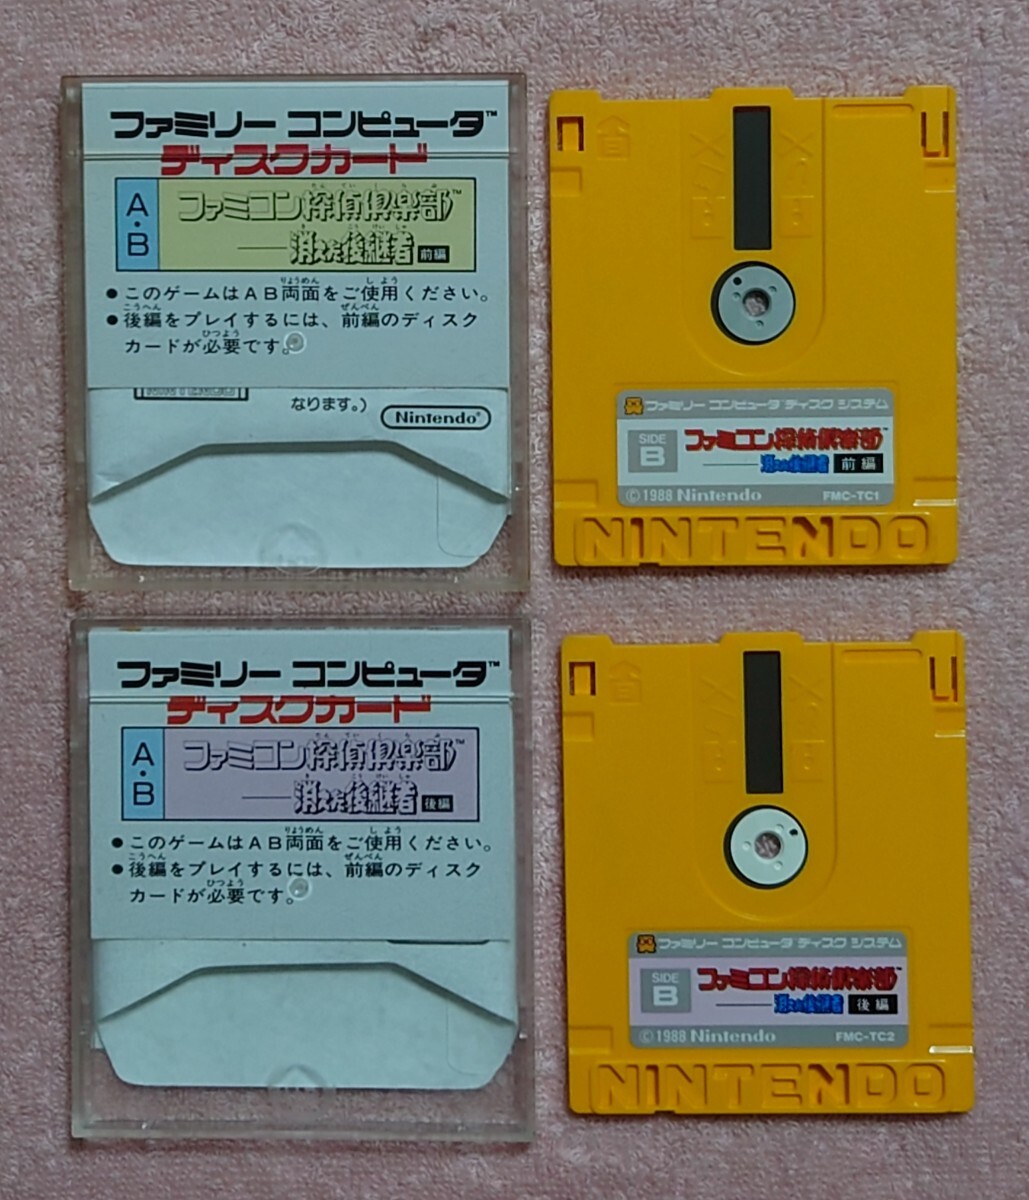 ファミリー コンピュータ™
ディスクカード
A・B
ファミコン探偵倶楽部™
消えた後継者 前編
●このゲームはAB両面をご使用ください。
●後編をプレイするには、前編のディスク
カードが必要です。
なります。)
Nintendo®
ファミリー コンピュータ ディスク システム
SIDE
B
ファミコン探偵倶楽部™
消えた後継者 前編
©1988 Nintendo FMC-TC1
NINTENDO
ファミリー コンピュータ™
ディスクカード
A・B
ファミコン探偵倶楽部™
消えた後継者 後編
●このゲームはAB両面をご使用ください。
●後編をプレイするには、前編のディスク
カードが必要です。
ファミリー コンピュータ ディスク システム
SIDE
B
ファミコン探偵倶楽部™
消えた後継者 後編
©1988 Nintendo FMC-TC2
NINTENDO